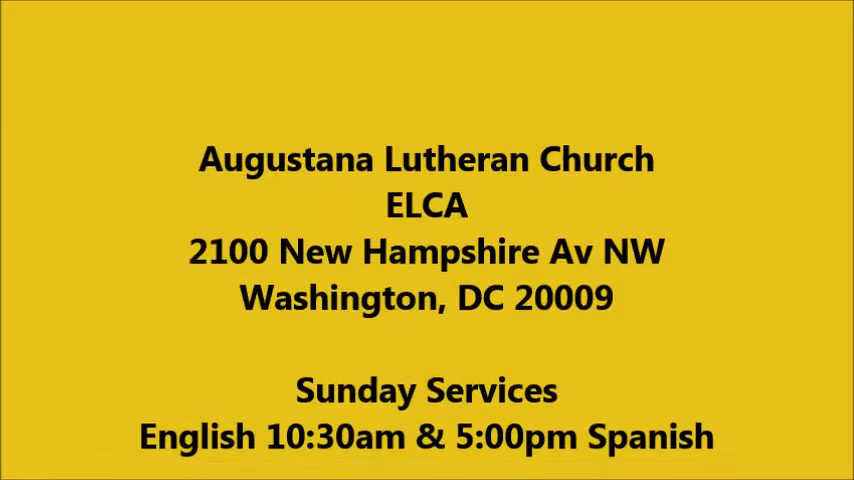 Augustana Lutheran Church
ELCA
2100 New Hampshire Av NW
Washington, DC 20009
Sunday Services
English 10:30am & 5:00pm Spanish